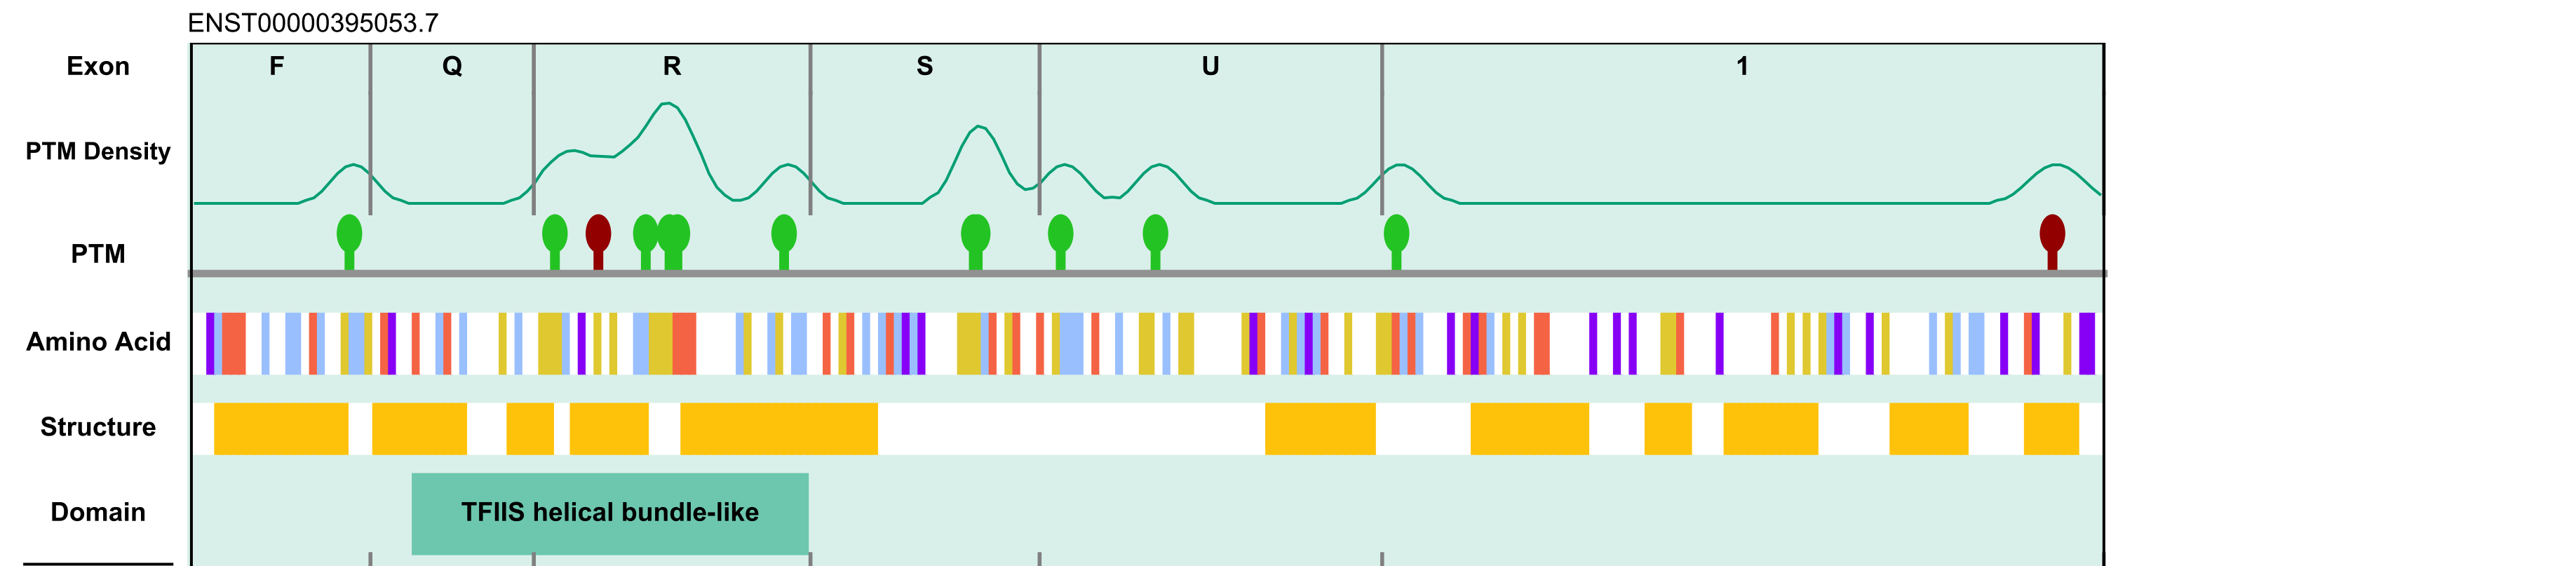 ENST00000395053.7
Exon F Q R S U 1
PTM Density
PTM
Amino Acid
Structure
Domain TFIIS helical bundle-like